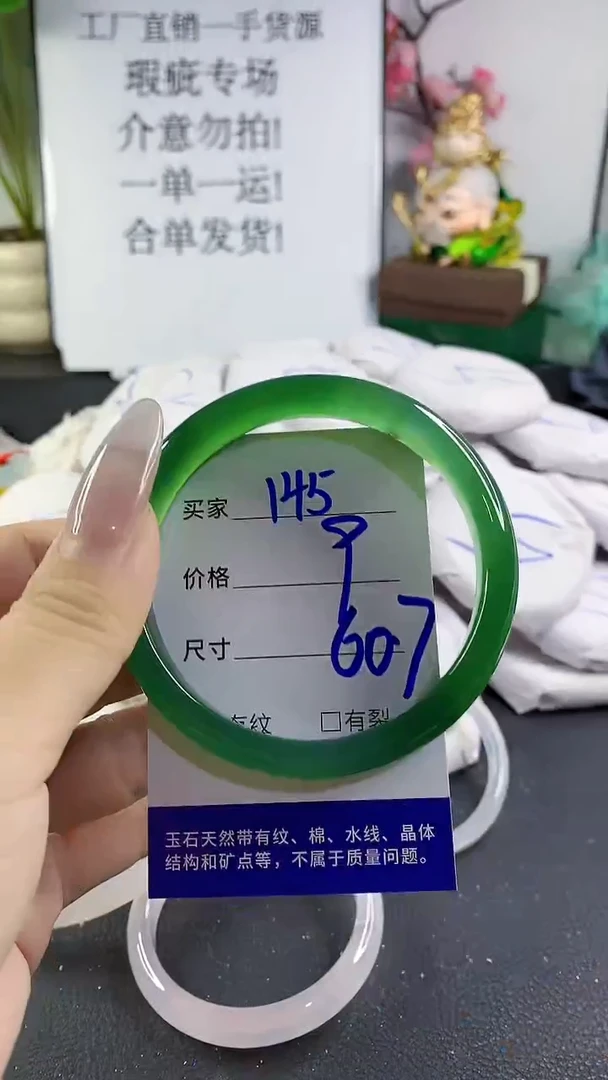 工厂直销一手货源
瑕疵专场
介意勿拍!
一单一运!
合单发货!
买家 145
价格
尺寸 607
有纹 □有裂
玉石天然带有纹、棉、水线、晶体
结构和矿点等，不属于质量问题。